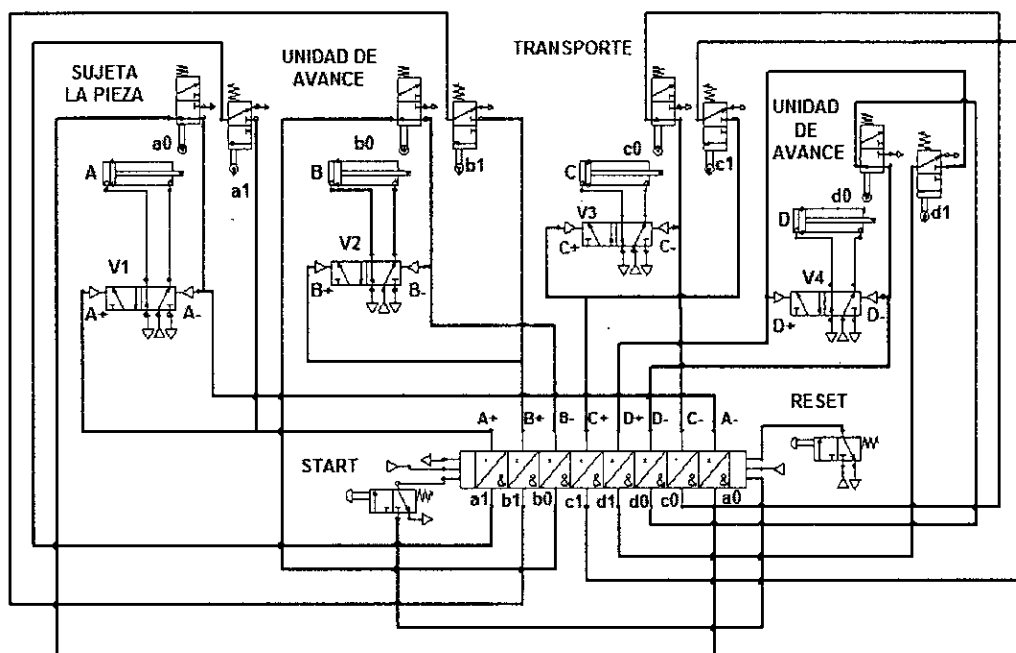 TRANSPORTE
UNIDAD DE
AVANCE
SUJETA
LA PIEZA
UNIDAD
DE
AVANCE
a0
a1
b0
b1
c0
c1
d0
d1
A
B
C
D
V1
V2
V3
V4
A+
A-
B+
B-
C+
C-
D+
D-
A+ B+ B- C+ D+ D- C- A-
START
RESET
& & & & & & & &
a1 b1 b0 c1 d1 d0 c0 a0